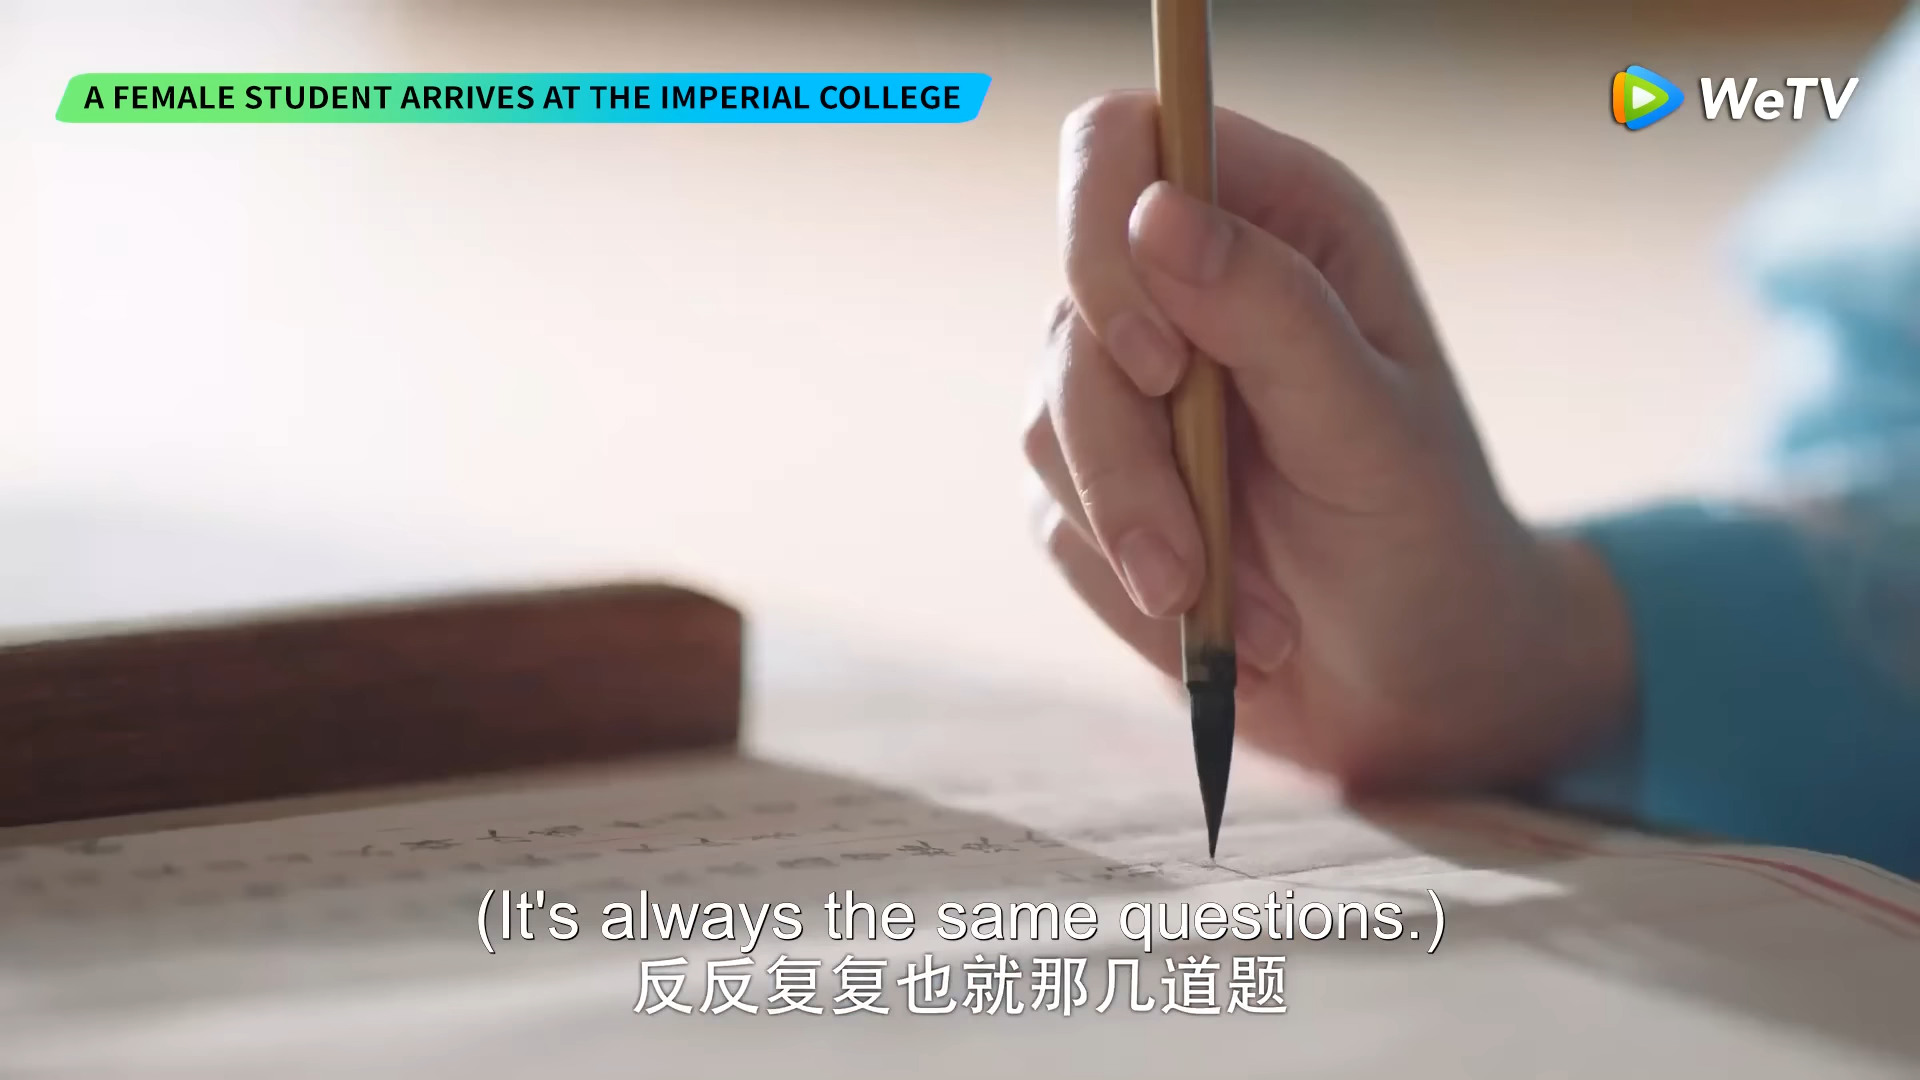 A FEMALE STUDENT ARRIVES AT THE IMPERIAL COLLEGE
WeTV
(It's always the same questions.)
反反复复也就那几道题